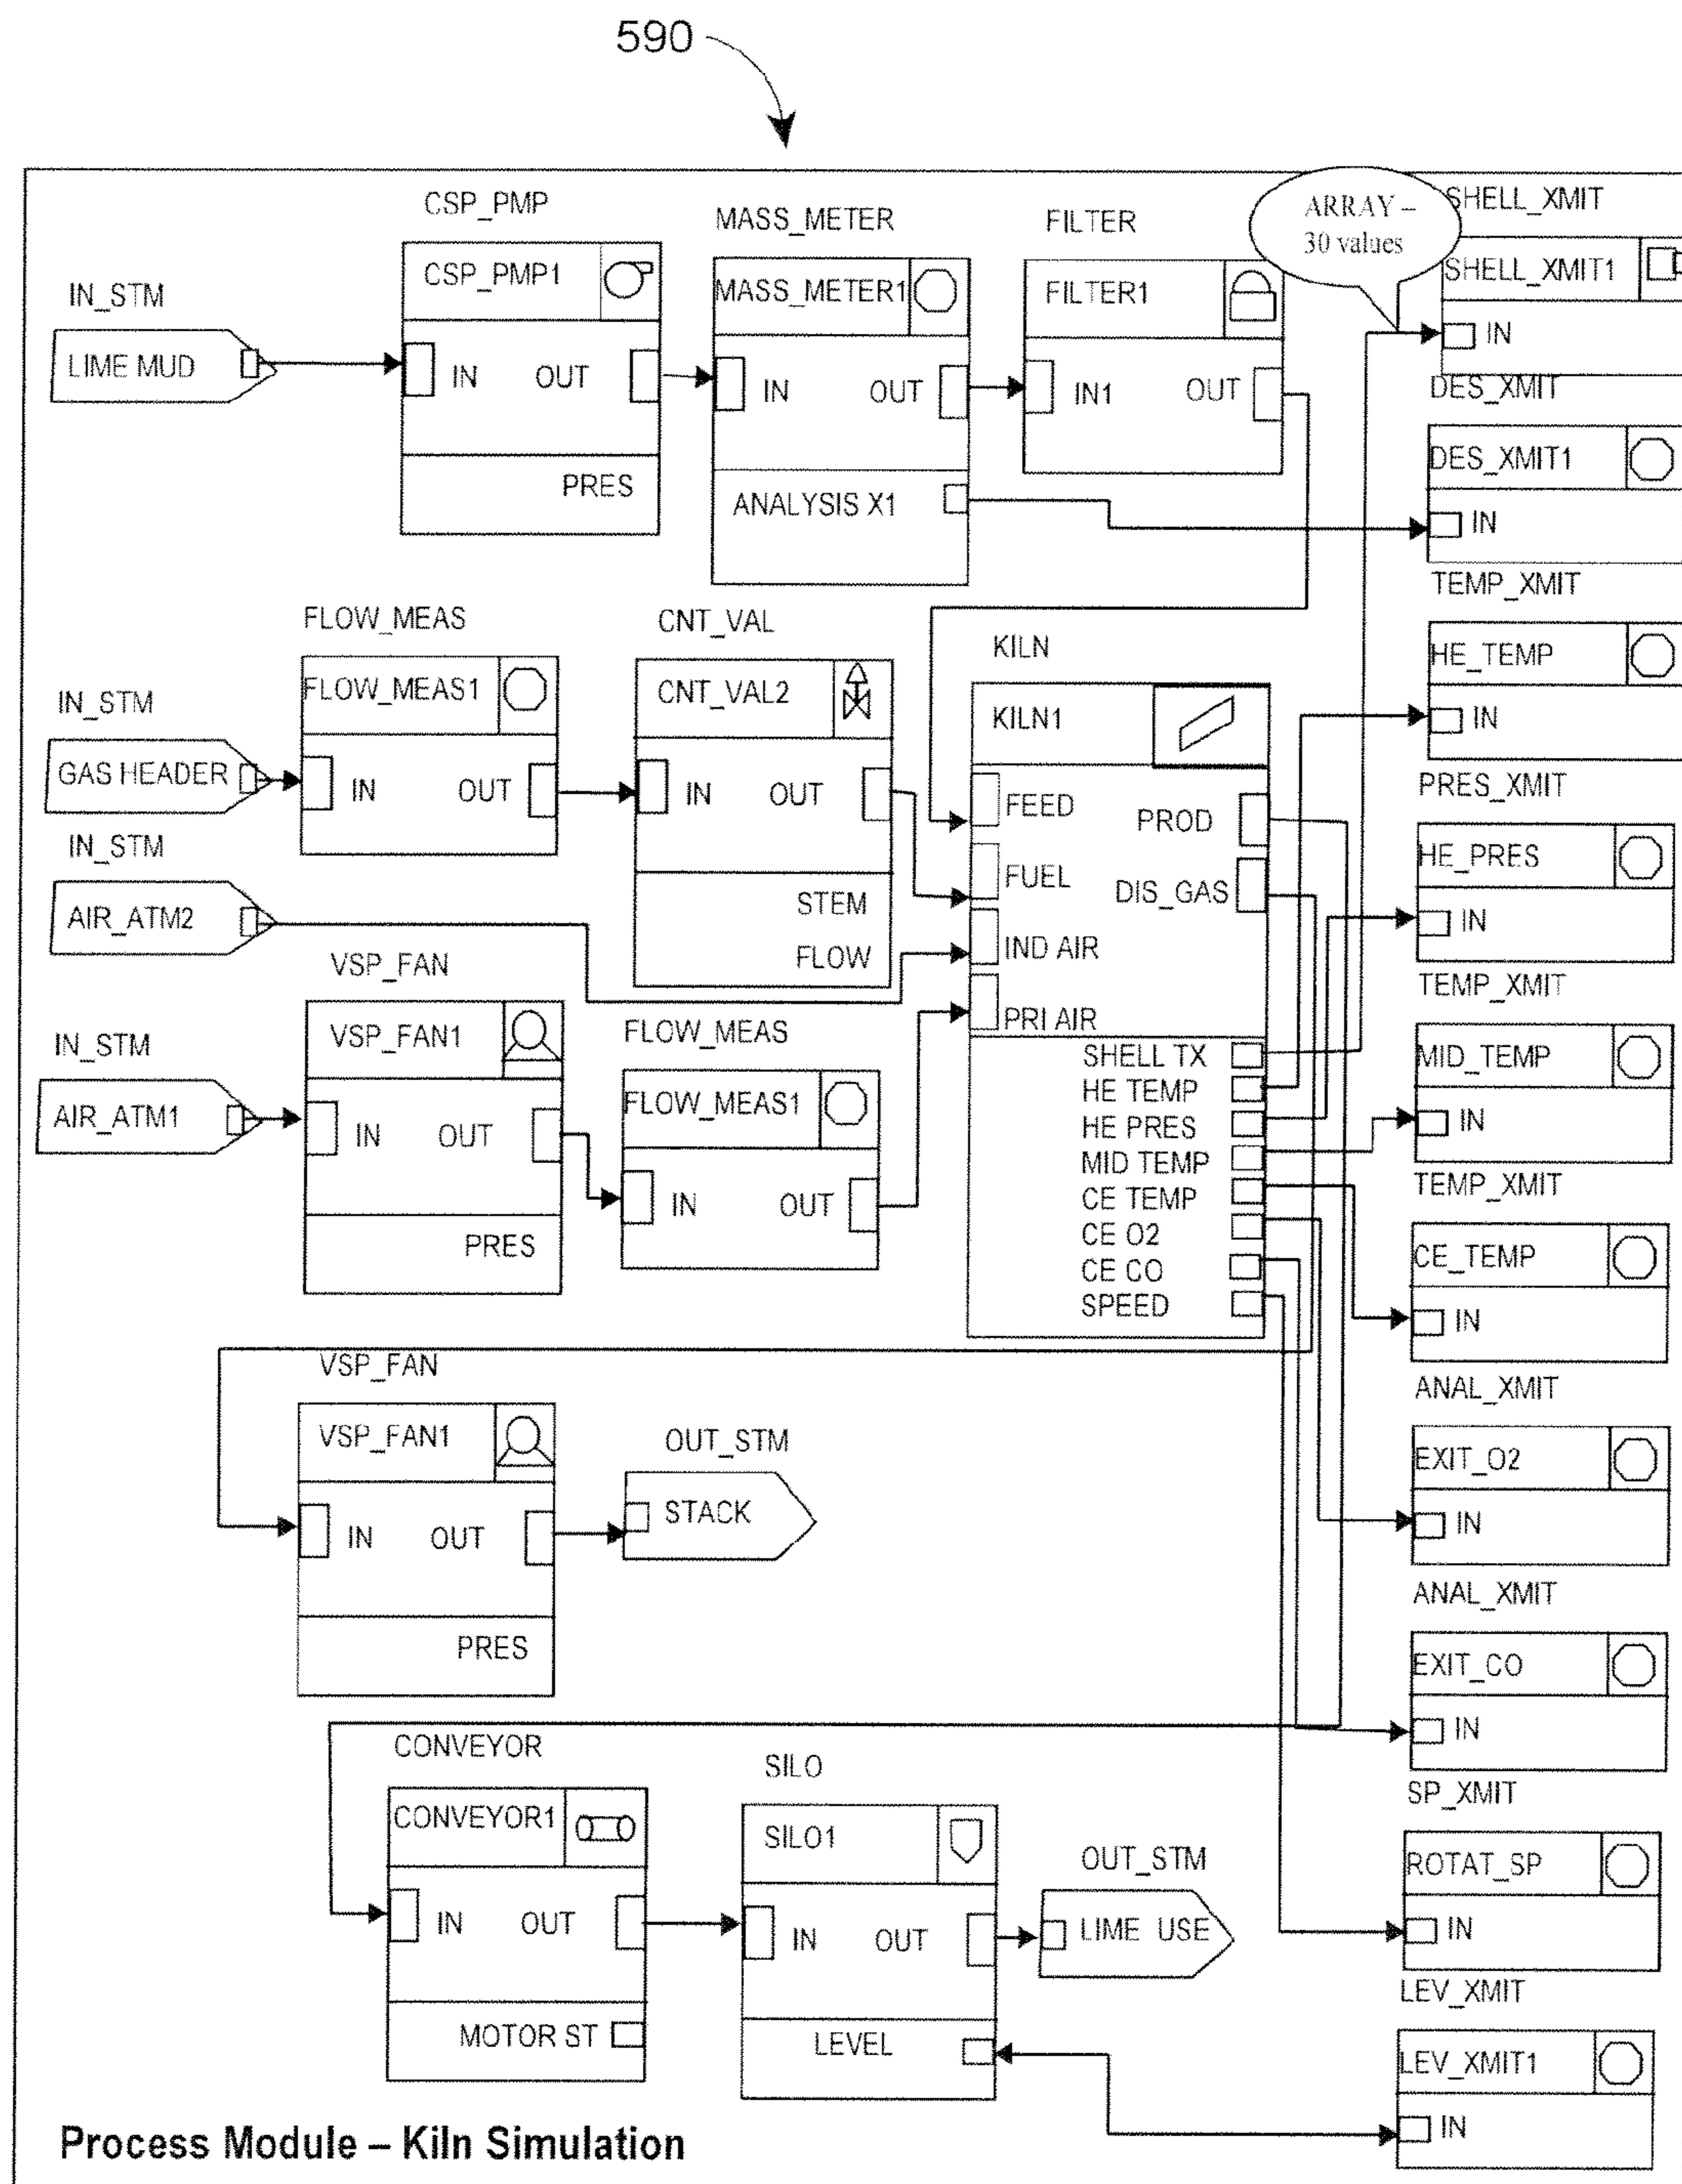 590
CSP_PMP
MASS_METER
FILTER
ARRAY –
30 values
SHELL_XMIT
IN_STM
CSP_PMP1
MASS_METER1
FILTER1
SHELL_XMIT1
LIME MUD
IN OUT
IN OUT
IN1 OUT
IN
PRES
ANALYSIS X1
DES_XMIT
DES_XMIT1
IN
FLOW_MEAS
CNT_VAL
KILN
TEMP_XMIT
IN_STM
FLOW_MEAS1
CNT_VAL2
KILN1
HE_TEMP
IN
GAS HEADER
IN OUT
IN OUT
FEED
PROD
FUEL
DIS_GAS
IND AIR
PRI AIR
PRES_XMIT
HE_PRES
IN
IN_STM
AIR_ATM2
STEM
FLOW
VSP_FAN
FLOW_MEAS
TEMP_XMIT
IN_STM
VSP_FAN1
FLOW_MEAS1
SHELL TX
HE TEMP
HE PRES
MID TEMP
CE TEMP
CE O2
CE CO
SPEED
MID_TEMP
IN
AIR_ATM1
IN OUT
IN OUT
PRES
TEMP_XMIT
CE_TEMP
IN
VSP_FAN
VSP_FAN1
OUT_STM
ANAL_XMIT
IN OUT
STACK
EXIT_O2
IN
PRES
ANAL_XMIT
EXIT_CO
IN
CONVEYOR
SILO
SP_XMIT
CONVEYOR1
SILO1
OUT_STM
ROTAT_SP
IN OUT
IN OUT
LIME USE
IN
MOTOR ST
LEVEL
LEV_XMIT
LEV_XMIT1
IN
Process Module – Kiln Simulation